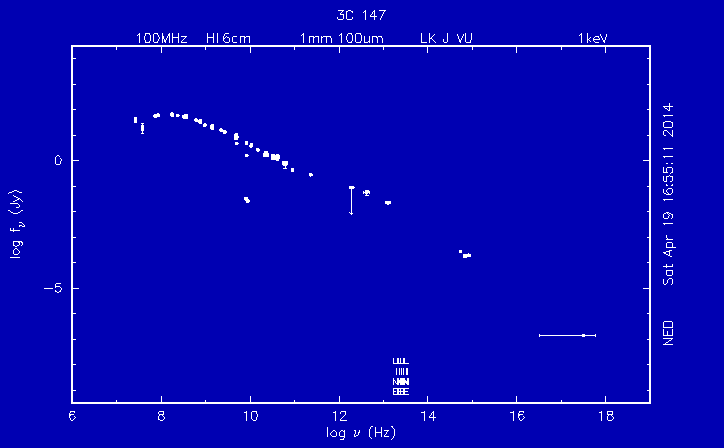 3C 147
100MHz HI 6cm 1mm 100um LK J VU 1keV
0
-5
log fν (Jy)
6 8 10 12 14 16 18
log ν (Hz)
LINE
NED Sat Apr 19 16:55:11 2014